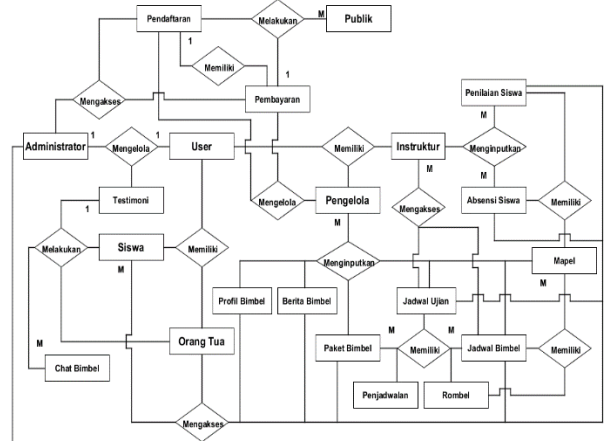 Pendaftaran
Melakukan
M
Publik
1
Memiliki
1
Mengakses
Pembayaran
Penilaian Siswa
M
Administrator
1
Mengelola
1
User
Memiliki
Instruktur
Menginputkan
M
M
Testimoni
Mengelola
Pengelola
Mengakses
Absensi Siswa
Memiliki
1
M
Melakukan
Siswa
Memiliki
Menginputkan
Mapel
M
M
Profil Bimbel
Berita Bimbel
Jadwal Ujian
M
M
Orang Tua
Paket Bimbel
Memiliki
Jadwal Bimbel
Memiliki
M
Chat Bimbel
Penjadwalan
Rombel
Mengakses